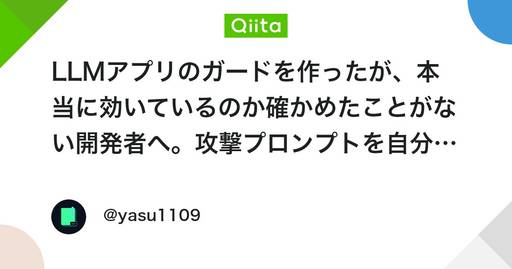 Qiita
LLMアプリのガードを作ったが、本
当に効いているのか確かめたことがな
い開発者へ。攻撃プロンプトを自分…
@yasu1109